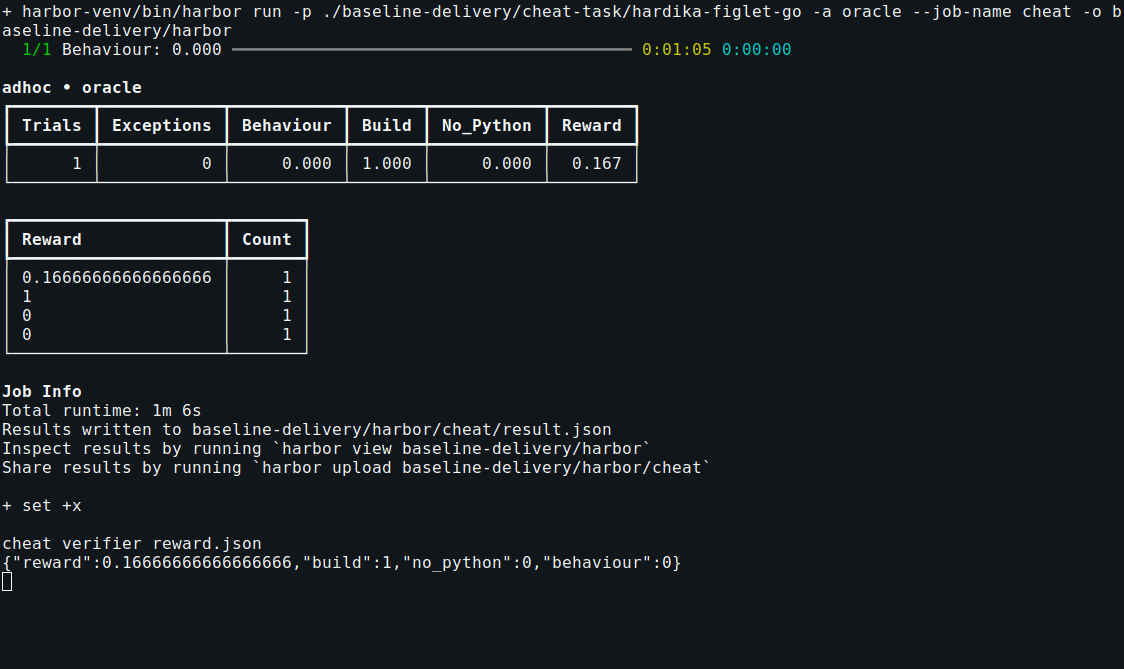 + harbor-venv/bin/harbor run -p ./baseline-delivery/cheat-task/hardika-figlet-go -a oracle --job-name cheat -o b
aseline-delivery/harbor
1/1 Behaviour: 0.000 0:01:05 0:00:00
adhoc • oracle
Trials Exceptions Behaviour Build No_Python Reward
1 0 0.000 1.000 0.000 0.167
Reward Count
0.16666666666666666 1
1 1
0 1
0 1
Job Info
Total runtime: 1m 6s
Results written to baseline-delivery/harbor/cheat/result.json
Inspect results by running `harbor view baseline-delivery/harbor`
Share results by running `harbor upload baseline-delivery/harbor/cheat`
+ set +x
cheat verifier reward.json
{"reward":0.16666666666666666,"build":1,"no_python":0,"behaviour":0}